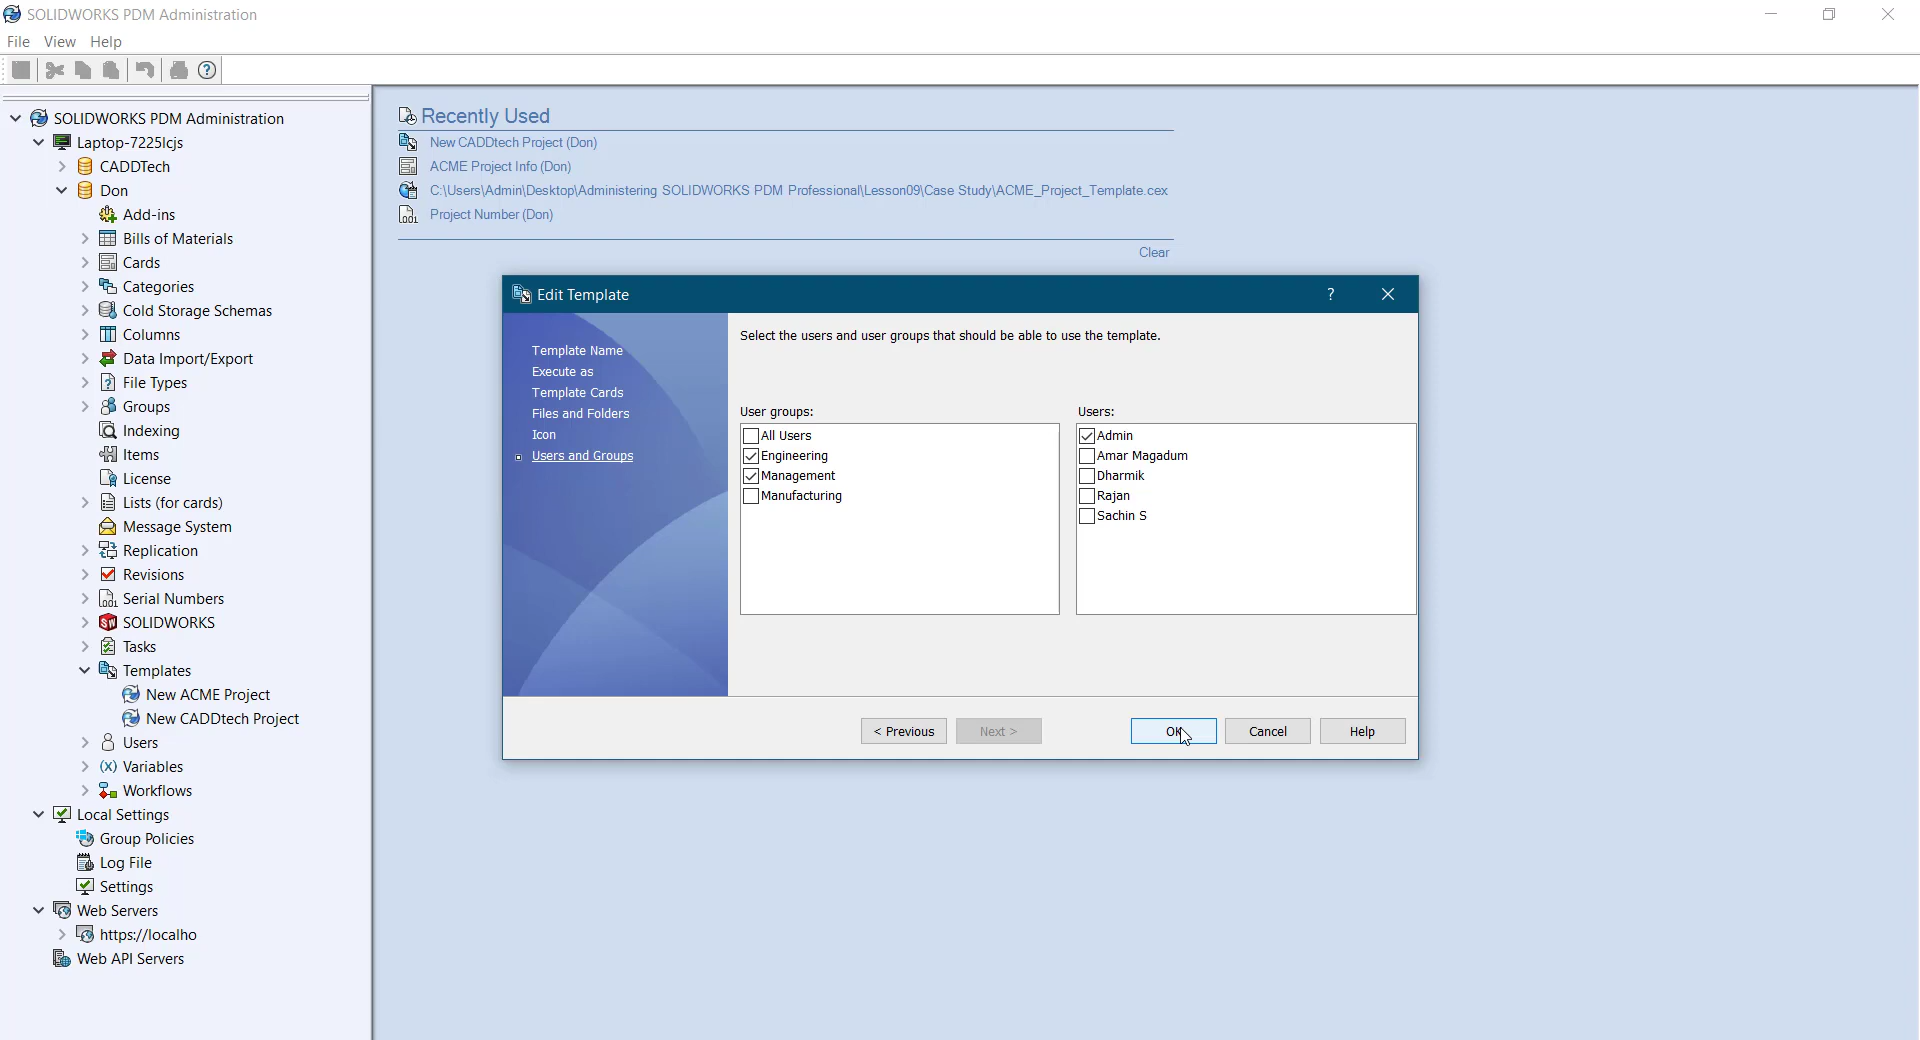 SOLIDWORKS PDM Administration
File View Help
SOLIDWORKS PDM Administration
Laptop-7225lcjs
CADDTech
Don
Add-ins
Bills of Materials
Cards
Categories
Cold Storage Schemas
Columns
Data Import/Export
File Types
Groups
Indexing
Items
License
Lists (for cards)
Message System
Replication
Revisions
Serial Numbers
SOLIDWORKS
Tasks
Templates
New ACME Project
New CADDtech Project
Users
Variables
Workflows
Local Settings
Group Policies
Log File
Settings
Web Servers
https://localho
Web API Servers
Recently Used
New CADDtech Project (Don)
ACME Project Info (Don)
C:\Users\Admin\Desktop\Administering SOLIDWORKS PDM Professional\Lesson09\Case Study\ACME_Project_Template.cex
Project Number (Don)
Clear
Edit Template
Template Name
Execute as
Template Cards
Files and Folders
Icon
Users and Groups
Select the users and user groups that should be able to use the template.
User groups:
All Users
Engineering
Management
Manufacturing
Users:
Admin
Amar Magadum
Dharmik
Rajan
Sachin S
< Previous Next > OK Cancel Help